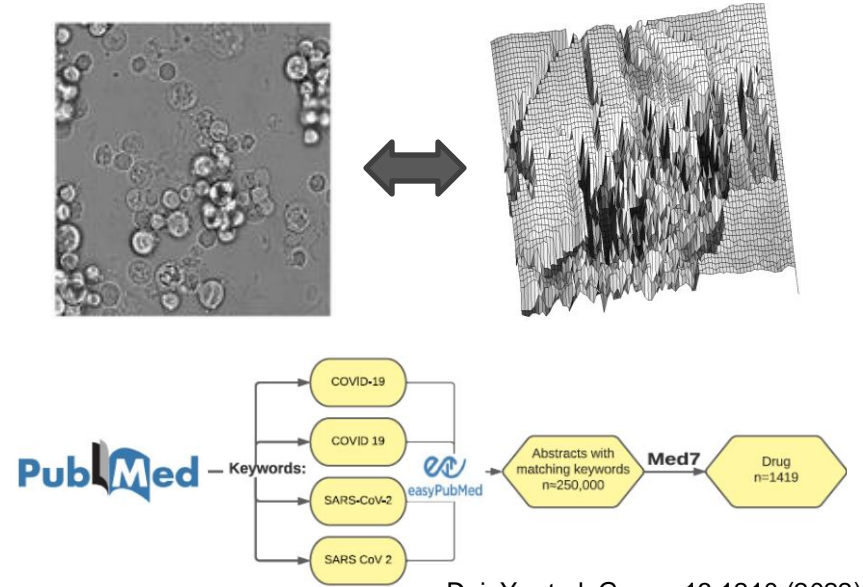 COVID-19
COVID 19
PubMed
Keywords:
easyPubMed
SARS-CoV-2
SARS CoV 2
Abstracts with
matching keywords
n≈250,000
Med7
Drug
n=1419